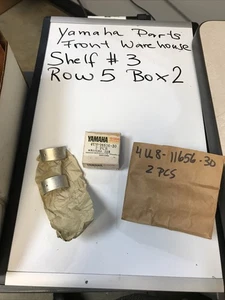 Yamaha Parts
Front Warehouse
Shelf #3
Row 5 Box 2
YAMAHA
4U8-11656-30
2 PCS